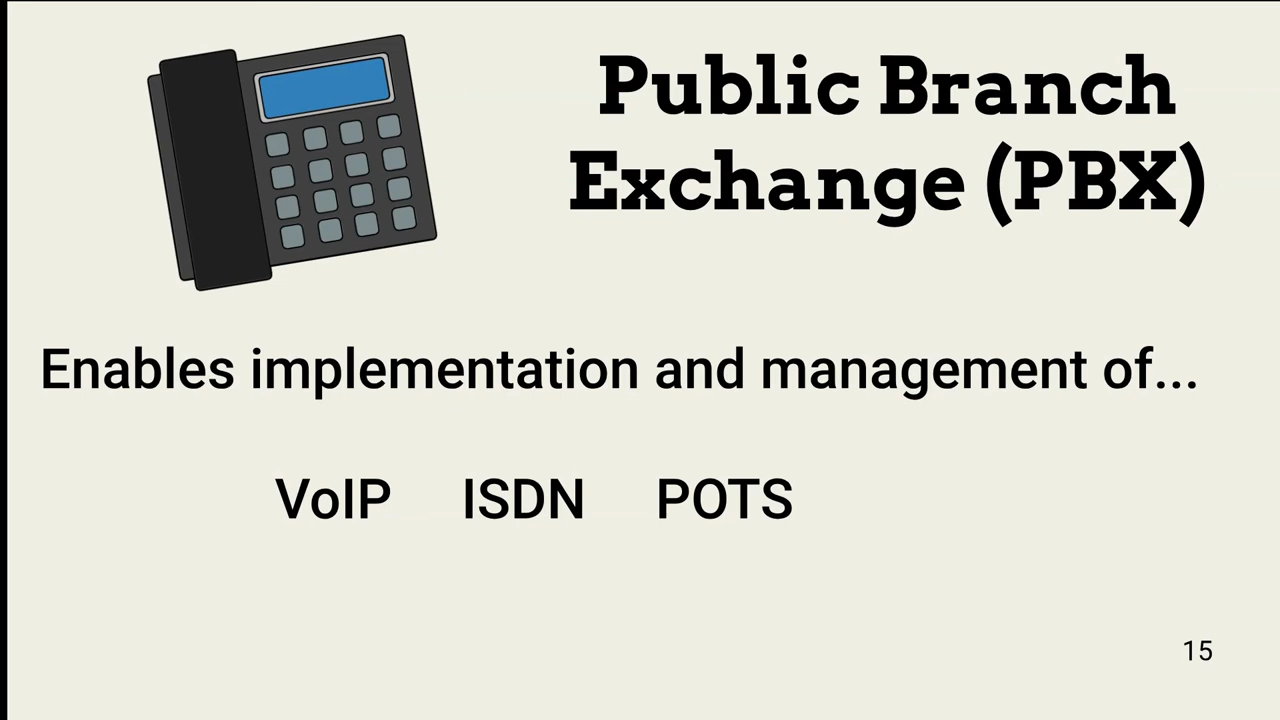 Public Branch
Exchange (PBX)
Enables implementation and management of...
VoIP ISDN POTS
15